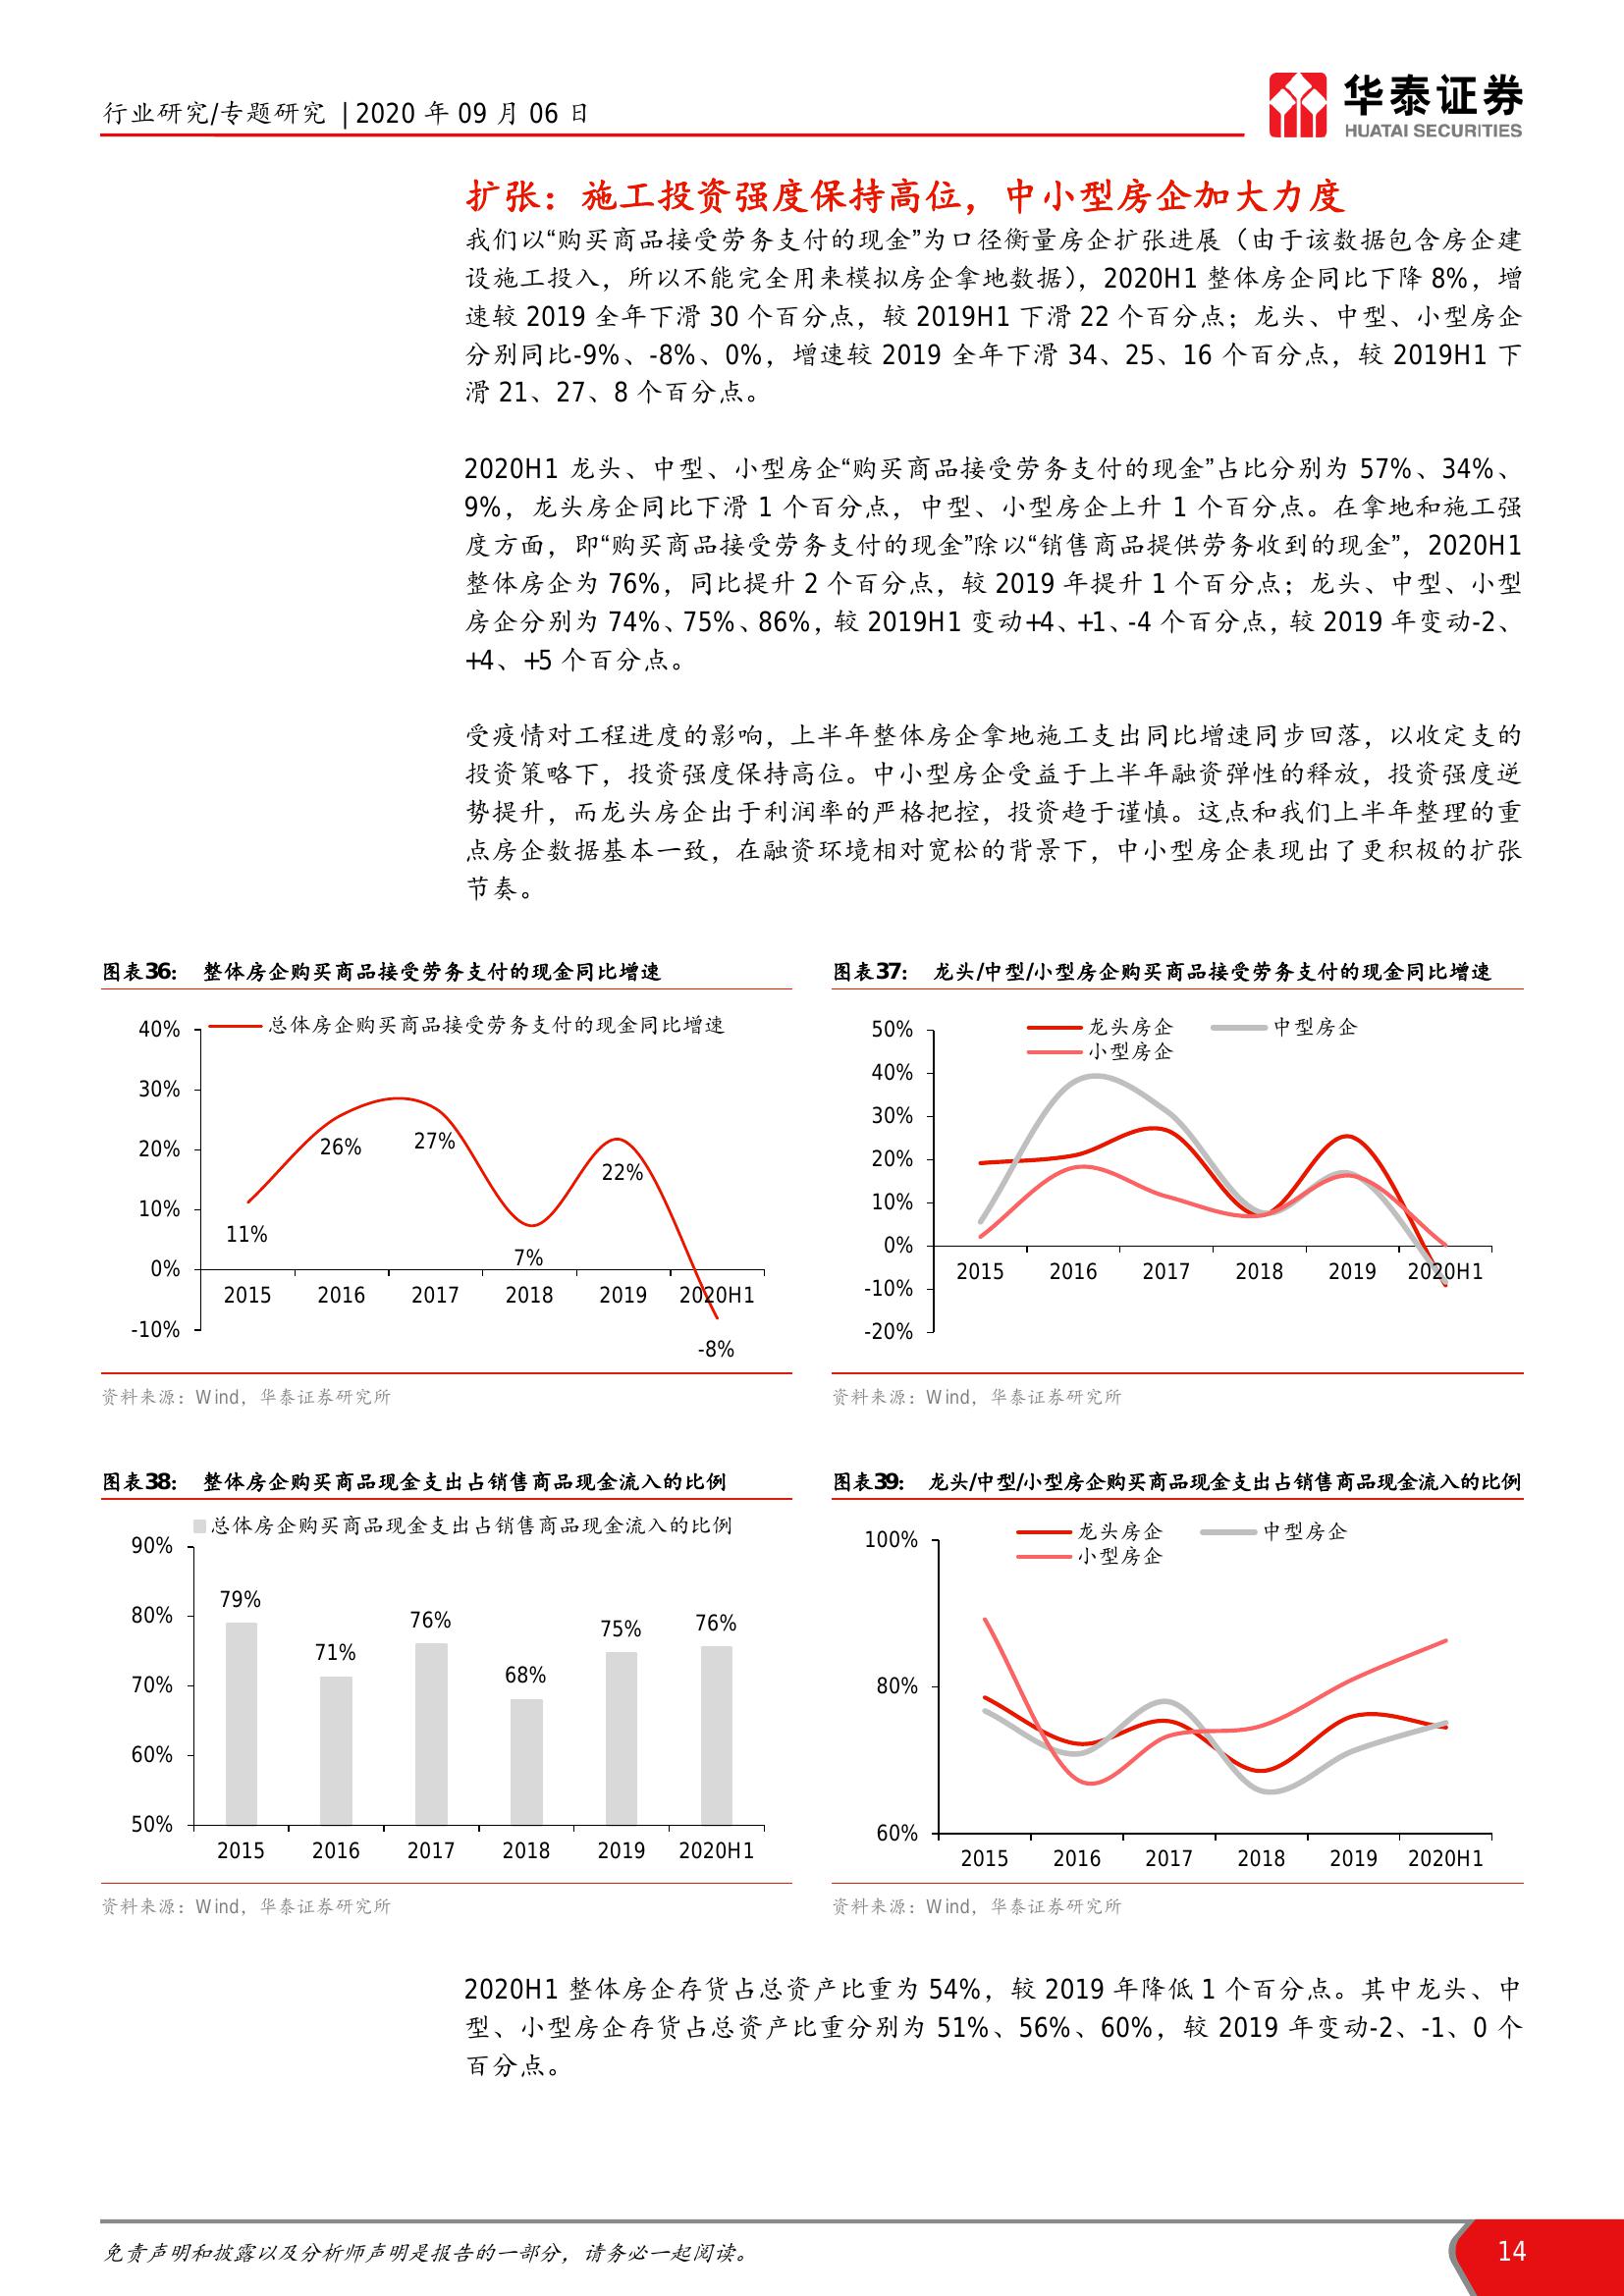 行业研究/专题研究 | 2020 年 09 月 06 日
华泰证券
HUATAI SECURITIES
扩张：施工投资强度保持高位，中小型房企加大力度
我们以“购买商品接受劳务支付的现金”为口径衡量房企扩张进展（由于该数据包含房企建
设施工投入，所以不能完全用来模拟房企拿地数据），2020H1 整体房企同比下降 8%，增
速较 2019 全年下滑 30 个百分点，较 2019H1 下滑 22 个百分点；龙头、中型、小型房企
分别同比-9%、-8%、0%，增速较 2019 全年下滑 34、25、16 个百分点，较 2019H1 下
滑 21、27、8 个百分点。
2020H1 龙头、中型、小型房企“购买商品接受劳务支付的现金”占比分别为 57%、34%、
9%，龙头房企同比下滑 1 个百分点，中型、小型房企上升 1 个百分点。在拿地和施工强
度方面，即“购买商品接受劳务支付的现金”除以“销售商品提供劳务收到的现金”，2020H1
整体房企为 76%，同比提升 2 个百分点，较 2019 年提升 1 个百分点；龙头、中型、小型
房企分别为 74%、75%、86%，较 2019H1 变动+4、+1、-4 个百分点，较 2019 年变动-2、
+4、+5 个百分点。
受疫情对工程进度的影响，上半年整体房企拿地施工支出同比增速同步回落，以收定支的
投资策略下，投资强度保持高位。中小型房企受益于上半年融资弹性的释放，投资强度逆
势提升，而龙头房企出于利润率的严格把控，投资趋于谨慎。这点和我们上半年整理的重
点房企数据基本一致，在融资环境相对宽松的背景下，中小型房企表现出了更积极的扩张
节奏。
图表36： 整体房企购买商品接受劳务支付的现金同比增速
总体房企购买商品接受劳务支付的现金同比增速
40%
30%
20%
10%
0%
-10%
11%
26%
27%
7%
22%
-8%
2015 2016 2017 2018 2019 2020H1
资料来源：Wind，华泰证券研究所
图表37： 龙头/中型/小型房企购买商品接受劳务支付的现金同比增速
龙头房企 中型房企
小型房企
50%
40%
30%
20%
10%
0%
-10%
-20%
2015 2016 2017 2018 2019 2020H1
资料来源：Wind，华泰证券研究所
图表38： 整体房企购买商品现金支出占销售商品现金流入的比例
总体房企购买商品现金支出占销售商品现金流入的比例
90%
80%
70%
60%
50%
79%
71%
76%
68%
75%
76%
2015 2016 2017 2018 2019 2020H1
资料来源：Wind，华泰证券研究所
图表39： 龙头/中型/小型房企购买商品现金支出占销售商品现金流入的比例
龙头房企 中型房企
小型房企
100%
80%
60%
2015 2016 2017 2018 2019 2020H1
资料来源：Wind，华泰证券研究所
2020H1 整体房企存货占总资产比重为 54%，较 2019 年降低 1 个百分点。其中龙头、中
型、小型房企存货占总资产比重分别为 51%、56%、60%，较 2019 年变动-2、-1、0 个
百分点。
免责声明和披露以及分析师声明是报告的一部分，请务必一起阅读。
14